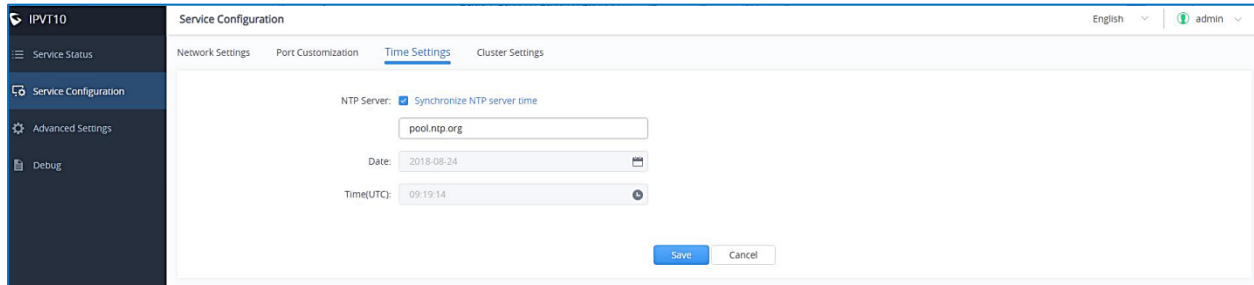 IPVT10
Service Configuration
English
admin
Service Status
Service Configuration
Advanced Settings
Debug
Network Settings
Port Customization
Time Settings
Cluster Settings
NTP Server:
Synchronize NTP server time
pool.ntp.org
Date:
2018-08-24
Time(UTC):
09:19:14
Save
Cancel